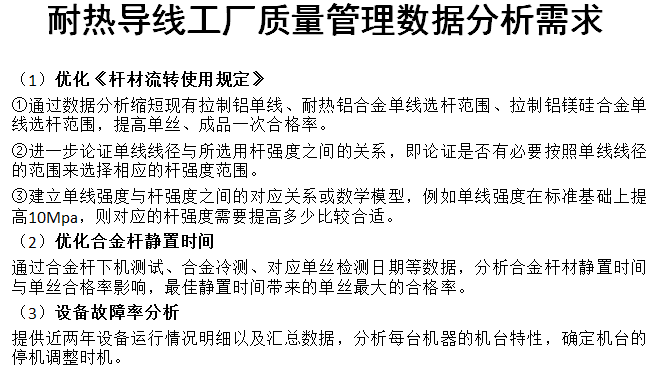 耐热导线工厂质量管理数据分析需求
（1）优化《杆材流转使用规定》
①通过数据分析缩短现有拉制铝单线、耐热铝合金单线选杆范围、拉制铝镁硅合金单
线选杆范围，提高单丝、成品一次合格率。
②进一步论证单线线径与所选用杆强度之间的关系，即论证是否有必要按照单线线径
的范围来选择相应的杆强度范围。
③建立单线强度与杆强度之间的对应关系或数学模型，例如单线强度在标准基础上提
高10Mpa，则对应的杆强度需要提高多少比较合适。
（2）优化合金杆静置时间
通过合金杆下机测试、合金冷测、对应单丝检测日期等数据，分析合金杆材静置时间
与单丝合格率影响，最佳静置时间带来的单丝最大的合格率。
（3）设备故障率分析
提供近两年设备运行情况明细以及汇总数据，分析每台机器的机台特性，确定机台的
停机调整时机。